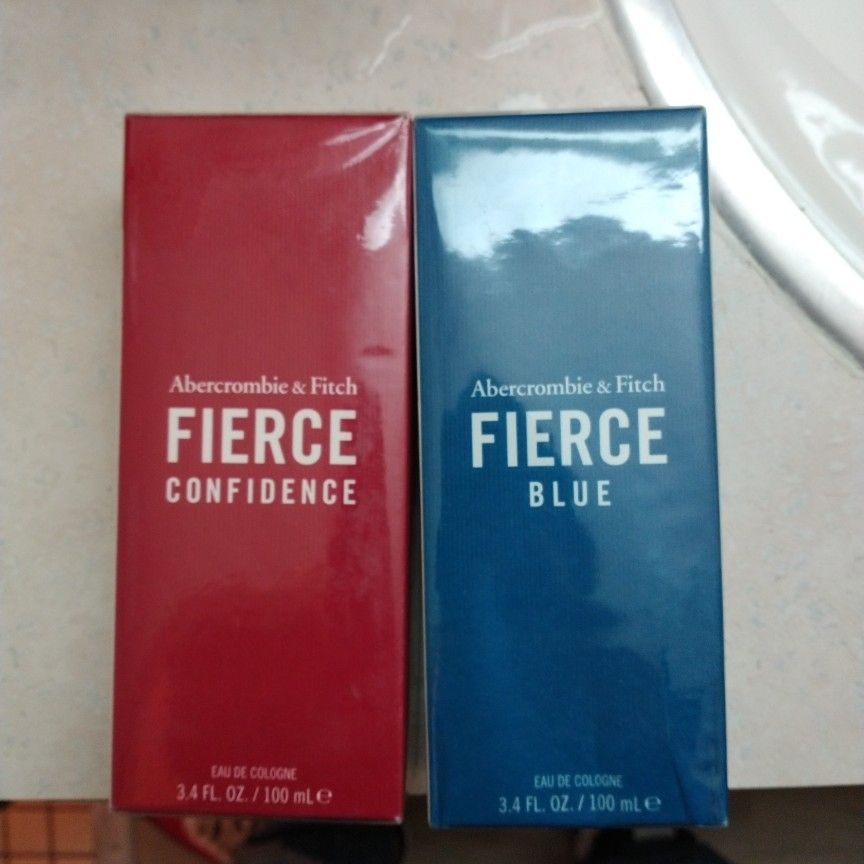 Abercrombie & Fitch
FIERCE
CONFIDENCE
EAU DE COLOGNE
3.4 FL. OZ. / 100 mL ℮
Abercrombie & Fitch
FIERCE
BLUE
EAU DE COLOGNE
3.4 FL. OZ. / 100 mL ℮